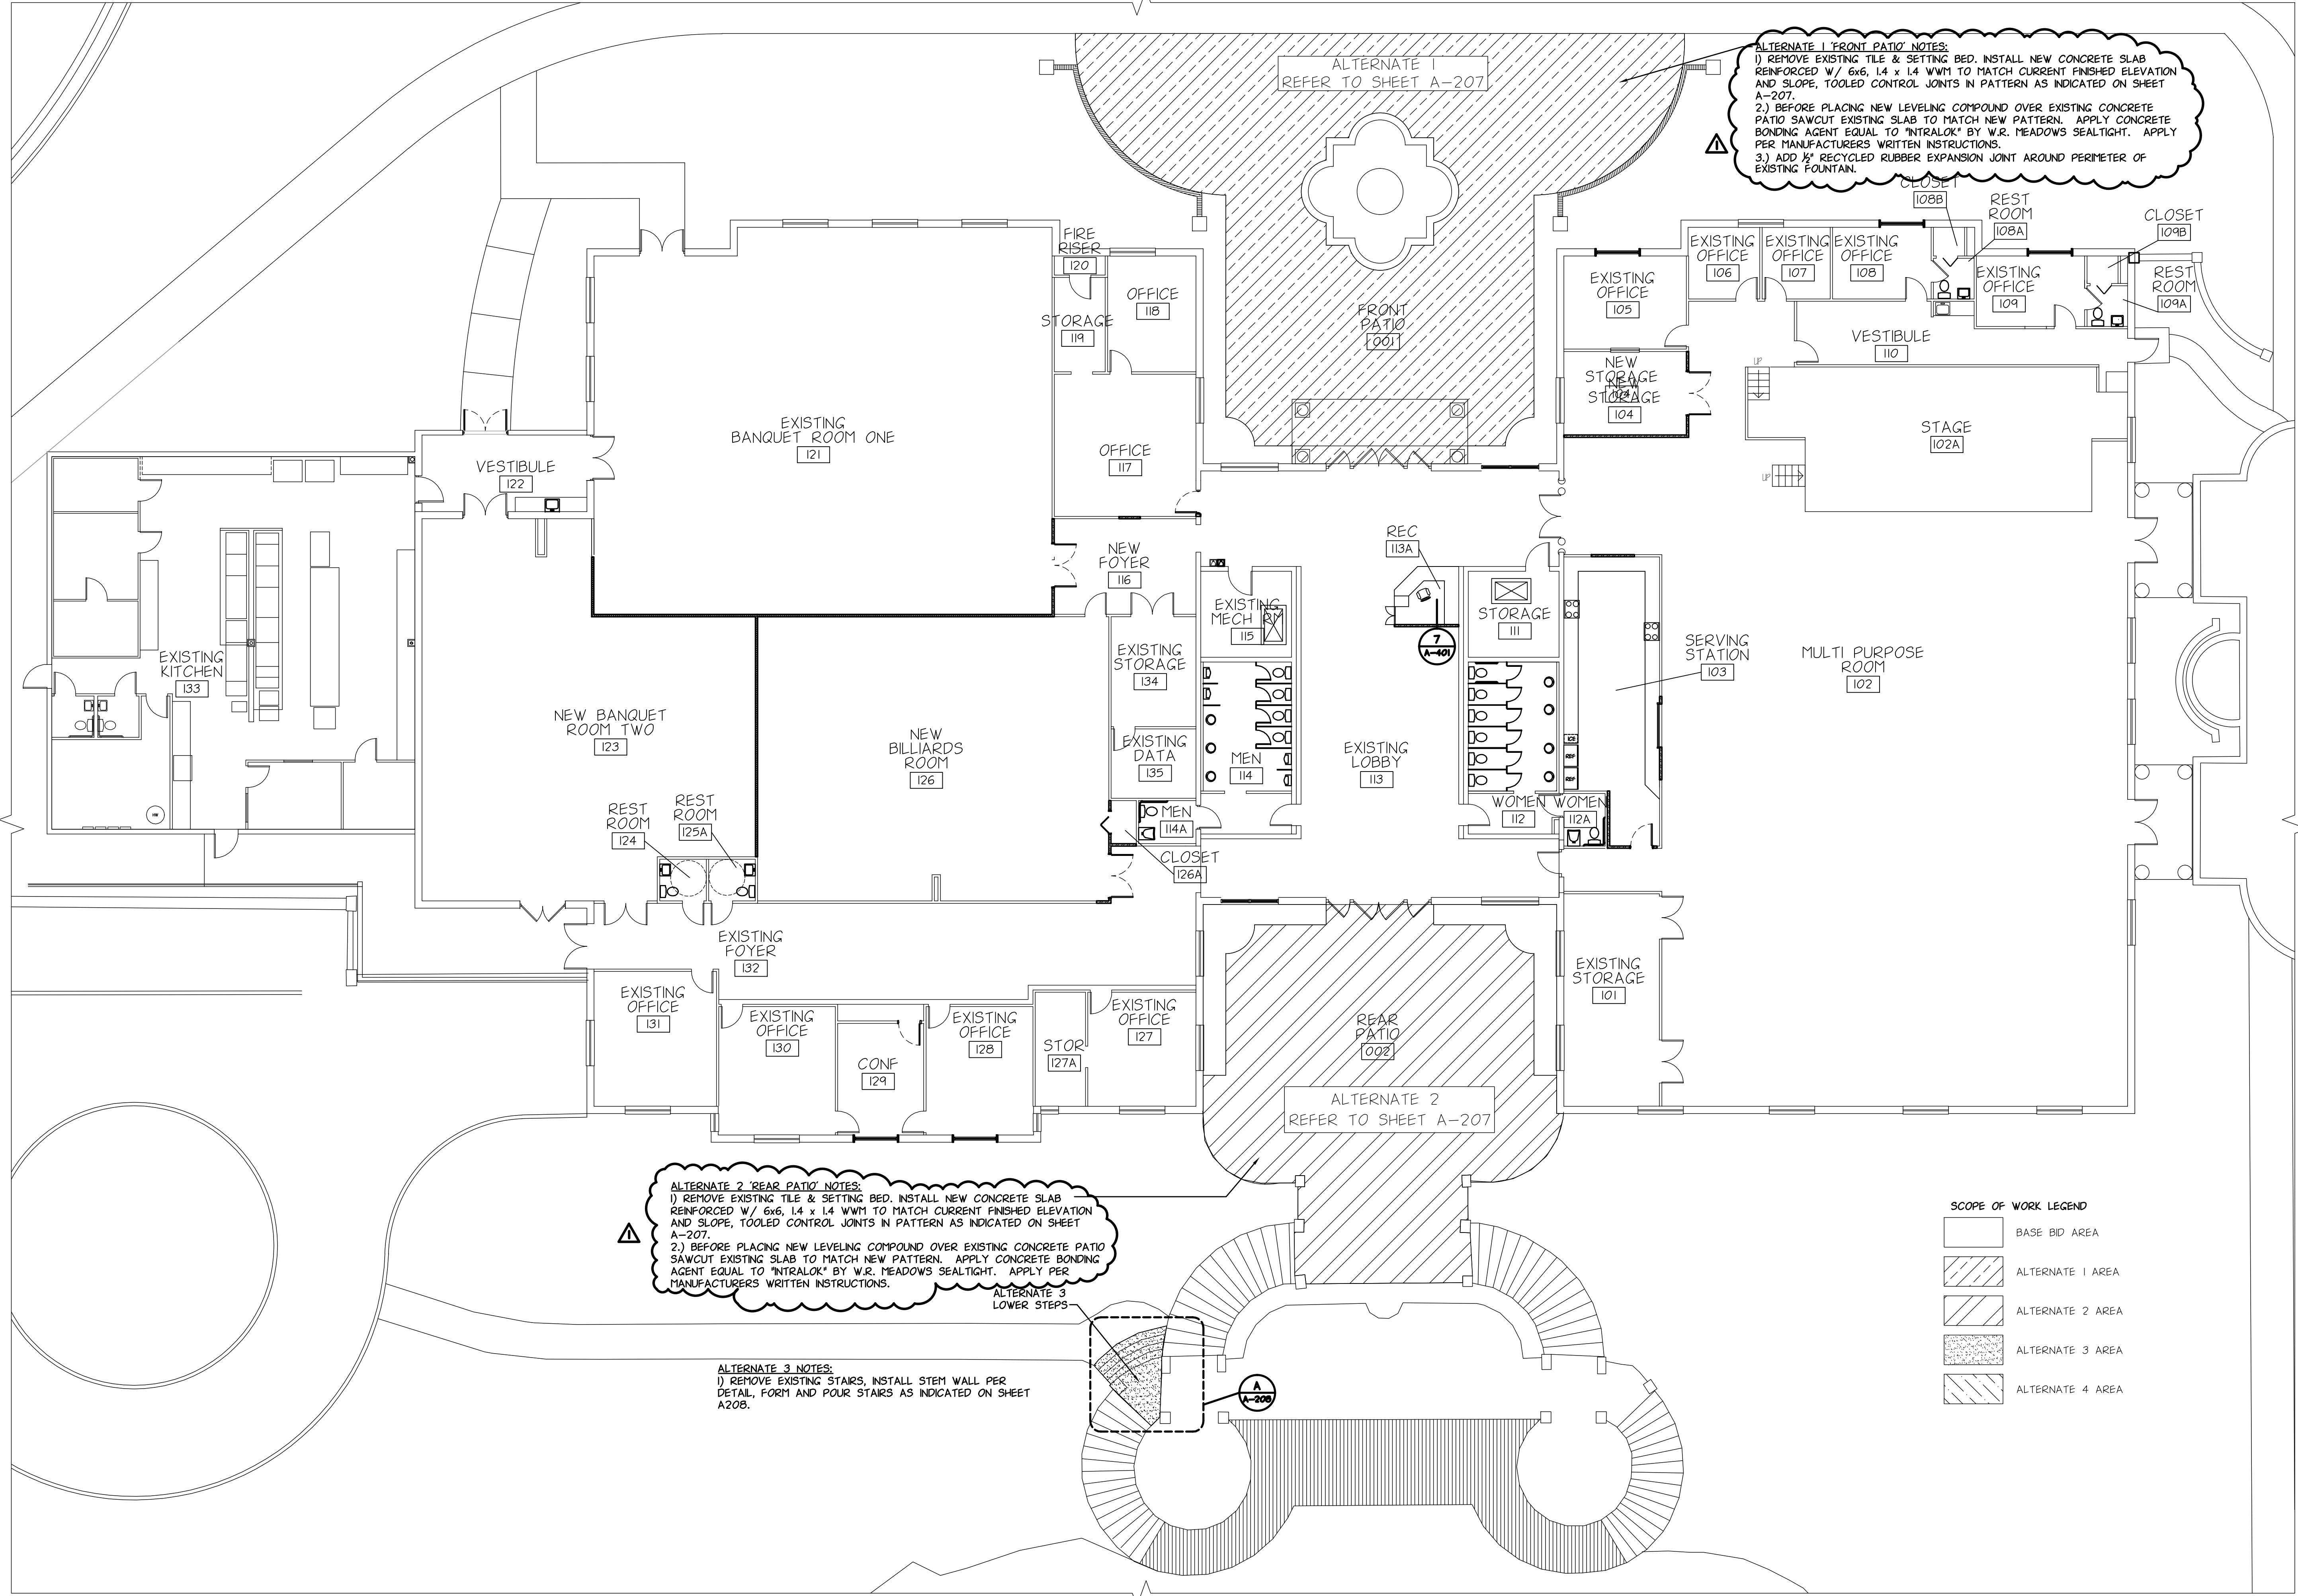 ALTERNATE 1
REFER TO SHEET A-207
ALTERNATE 1 'FRONT PATIO' NOTES:
1) REMOVE EXISTING TILE & SETTING BED. INSTALL NEW CONCRETE SLAB
REINFORCED W/ 6x6, 1.4 x 1.4 WWM TO MATCH CURRENT FINISHED ELEVATION
AND SLOPE, TOOLED CONTROL JOINTS IN PATTERN AS INDICATED ON SHEET
A-207.
2.) BEFORE PLACING NEW LEVELING COMPOUND OVER EXISTING CONCRETE
PATIO SAWCUT EXISTING SLAB TO MATCH NEW PATTERN. APPLY CONCRETE
BONDING AGENT EQUAL TO "INTRALOK" BY W.R. MEADOWS SEALTIGHT. APPLY
PER MANUFACTURERS WRITTEN INSTRUCTIONS.
3.) ADD ½" RECYCLED RUBBER EXPANSION JOINT AROUND PERIMETER OF
EXISTING FOUNTAIN.
1
CLOSET
108B
REST
ROOM
108A
CLOSET
109B
REST
ROOM
109A
FIRE
RISER
120
OFFICE
118
STORAGE
119
FRONT
PATIO
001
EXISTING
OFFICE
105
EXISTING
OFFICE
106
EXISTING
OFFICE
107
EXISTING
OFFICE
108
EXISTING
OFFICE
109
VESTIBULE
110
NEW
STORAGE
104
NEW
STORAGE
104
UP
UP
STAGE
102A
EXISTING
BANQUET ROOM ONE
121
OFFICE
117
VESTIBULE
122
NEW
FOYER
116
REC
113A
7
A-401
EXISTING
MECH RM
115
STORAGE
111
SERVING
STATION
103
MULTI PURPOSE
ROOM
102
EXISTING
KITCHEN
133
EXISTING
STORAGE
134
NEW BANQUET
ROOM TWO
123
NEW
BILLIARDS
ROOM
126
EXISTING
DATA
135
MEN
114
EXISTING
LOBBY
113
ICE
REF
REF
REST
ROOM
124
REST
ROOM
125A
MEN
114A
WOMEN
112
WOMEN
112A
CLOSET
126A
EXISTING
FOYER
132
EXISTING
STORAGE
101
EXISTING
OFFICE
131
EXISTING
OFFICE
130
CONF
129
EXISTING
OFFICE
128
STOR
127A
EXISTING
OFFICE
127
REAR
PATIO
002
ALTERNATE 2
REFER TO SHEET A-207
ALTERNATE 2 'REAR PATIO' NOTES:
1) REMOVE EXISTING TILE & SETTING BED. INSTALL NEW CONCRETE SLAB
REINFORCED W/ 6x6, 1.4 x 1.4 WWM TO MATCH CURRENT FINISHED ELEVATION
AND SLOPE, TOOLED CONTROL JOINTS IN PATTERN AS INDICATED ON SHEET
A-207.
2.) BEFORE PLACING NEW LEVELING COMPOUND OVER EXISTING CONCRETE PATIO
SAWCUT EXISTING SLAB TO MATCH NEW PATTERN. APPLY CONCRETE BONDING
AGENT EQUAL TO "INTRALOK" BY W.R. MEADOWS SEALTIGHT. APPLY PER
MANUFACTURERS WRITTEN INSTRUCTIONS.
1
ALTERNATE 3
LOWER STEPS
ALTERNATE 3 NOTES:
1) REMOVE EXISTING STAIRS, INSTALL STEM WALL PER
DETAIL, FORM AND POUR STAIRS AS INDICATED ON SHEET
A208.
A
A-208
SCOPE OF WORK LEGEND
BASE BID AREA
ALTERNATE 1 AREA
ALTERNATE 2 AREA
ALTERNATE 3 AREA
ALTERNATE 4 AREA